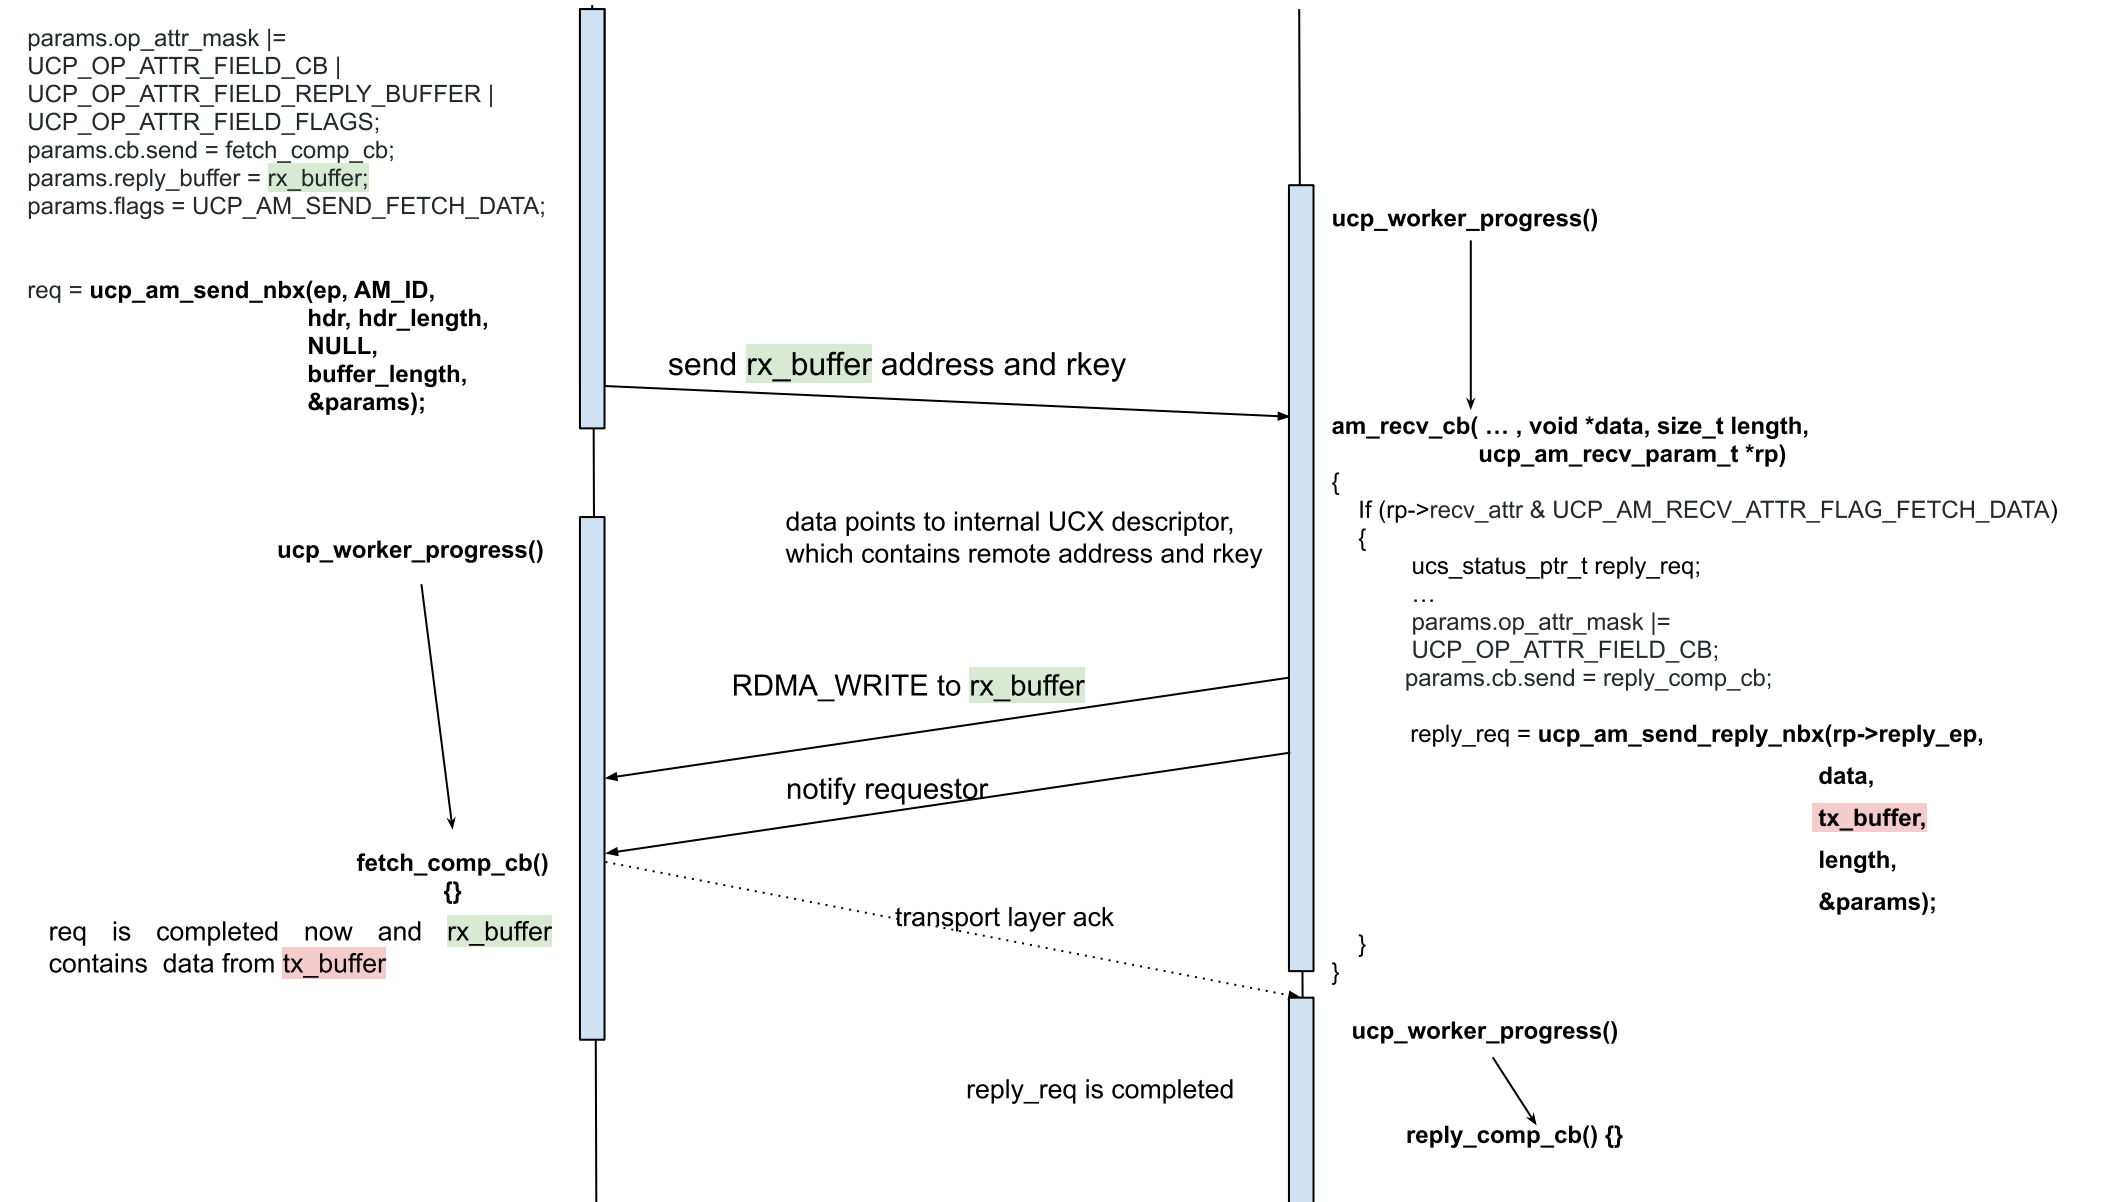 params.op_attr_mask |=
UCP_OP_ATTR_FIELD_CB |
UCP_OP_ATTR_FIELD_REPLY_BUFFER |
UCP_OP_ATTR_FIELD_FLAGS;
params.cb.send = fetch_comp_cb;
params.reply_buffer = rx_buffer;
params.flags = UCP_AM_SEND_FETCH_DATA;
req = ucp_am_send_nbx(ep, AM_ID,
hdr, hdr_length,
NULL,
buffer_length,
&params);
ucp_worker_progress()
send rx_buffer address and rkey
am_recv_cb( … , void *data, size_t length,
ucp_am_recv_param_t *rp)
{
If (rp->recv_attr & UCP_AM_RECV_ATTR_FLAG_FETCH_DATA)
{
ucs_status_ptr_t reply_req;
…
params.op_attr_mask |=
UCP_OP_ATTR_FIELD_CB;
params.cb.send = reply_comp_cb;
reply_req = ucp_am_send_reply_nbx(rp->reply_ep,
data,
tx_buffer,
length,
&params);
}
}
data points to internal UCX descriptor,
which contains remote address and rkey
ucp_worker_progress()
RDMA_WRITE to rx_buffer
notify requestor
fetch_comp_cb()
{}
req is completed now and rx_buffer
contains data from tx_buffer
transport layer ack
ucp_worker_progress()
reply_req is completed
reply_comp_cb() {}